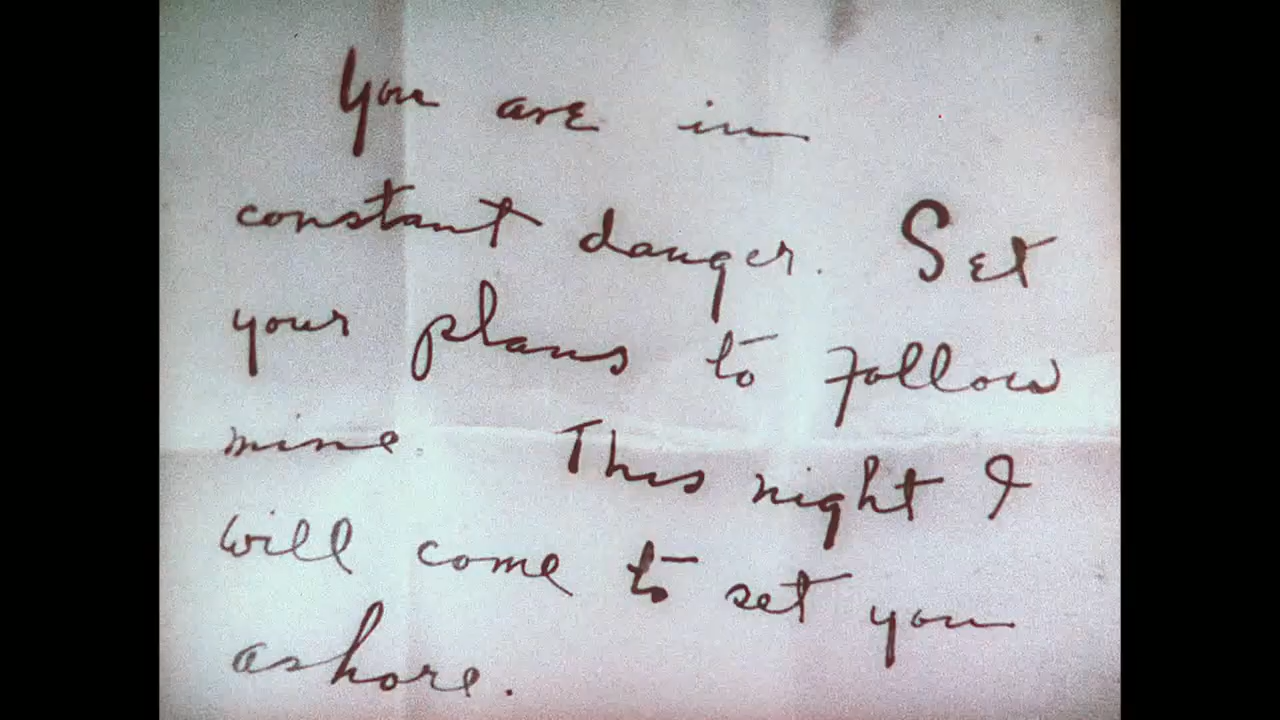 You are in
constant danger. Set
your plans to follow
mine. This night I
will come to set you
ashore.